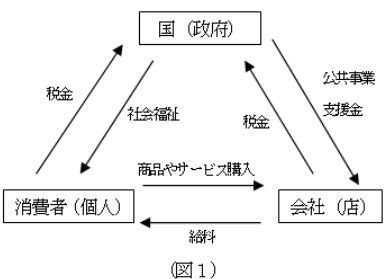 国（政府）
公共事業
支援金
税金
社会福祉
税金
商品やサービス購入
消費者（個人）
会社（店）
給料
（図１）